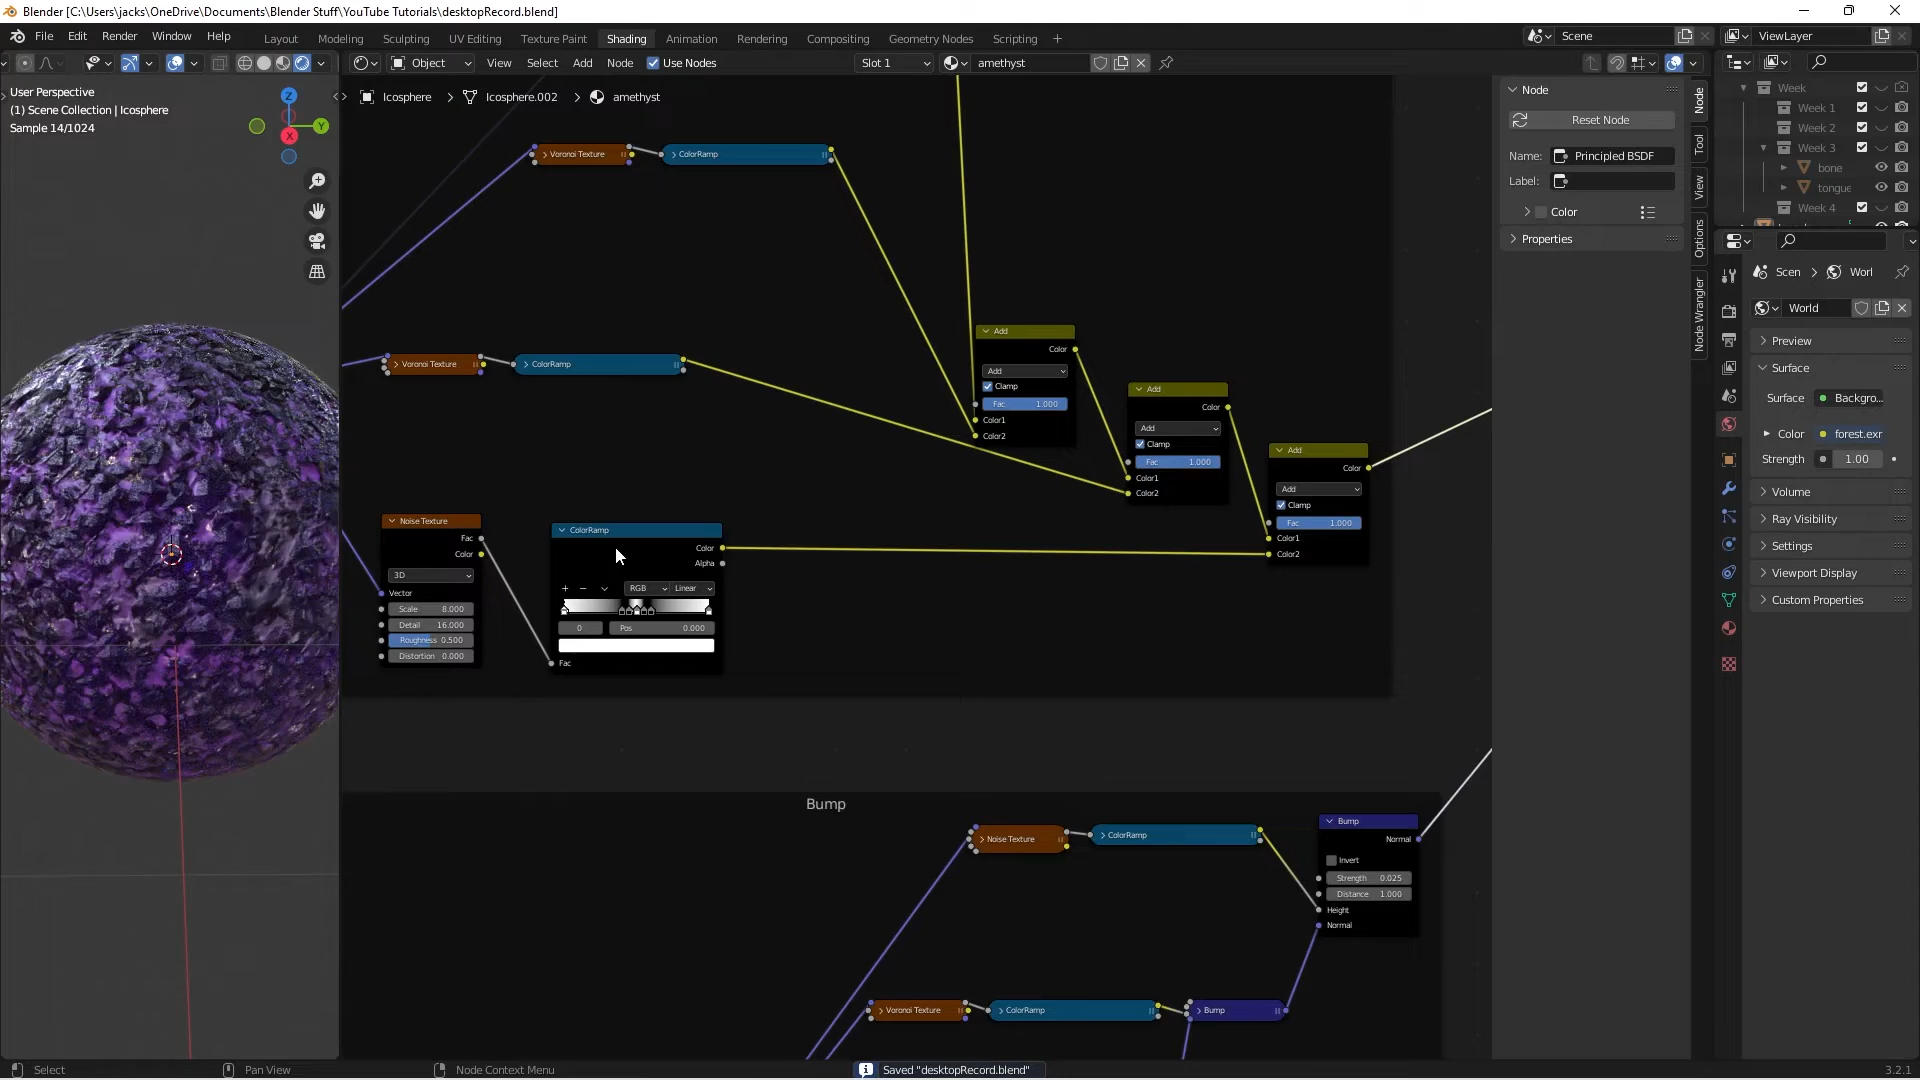 Blender [C:\Users\jacks\OneDrive\Documents\Blender Stuff\YouTube Tutorials\desktopRecord.blend]
File Edit Render Window Help Layout Modeling Sculpting UV Editing Texture Paint Shading Animation Rendering Compositing Geometry Nodes Scripting + Scene ViewLayer
Object View Select Add Node Use Nodes Slot 1 amethyst
User Perspective
(1) Scene Collection | Icosphere
Sample 14/1024
Z
Y
X
Icosphere > Icosphere.002 > amethyst
Voronoi Texture
ColorRamp
Voronoi Texture
ColorRamp
Add
Color
Add
Clamp
Fac 1.000
Color1
Color2
Add
Color
Add
Clamp
Fac 1.000
Color1
Color2
Add
Color
Add
Clamp
Fac 1.000
Color1
Color2
Noise Texture
Fac
Color
3D
Vector
Scale 8.000
Detail 16.000
Roughness 0.500
Distortion 0.000
ColorRamp
Color
Alpha
+ − RGB Linear
0 Pos 0.000
Fac
Bump
Noise Texture
ColorRamp
Bump
Normal
Invert
Strength 0.025
Distance 1.000
Height
Normal
Voronoi Texture
ColorRamp
Bump
Node
Reset Node
Name: Principled BSDF
Label:
Color
Properties
Node
Tool
View
Options
Node Wrangler
Week
Week 1
Week 2
Week 3
bone
tongue
Week 4
Scen > Worl
World
Preview
Surface
Surface Backgro...
Color forest.exr
Strength 1.00
Volume
Ray Visibility
Settings
Viewport Display
Custom Properties
Select Pan View Node Context Menu Saved "desktopRecord.blend" 3.2.1